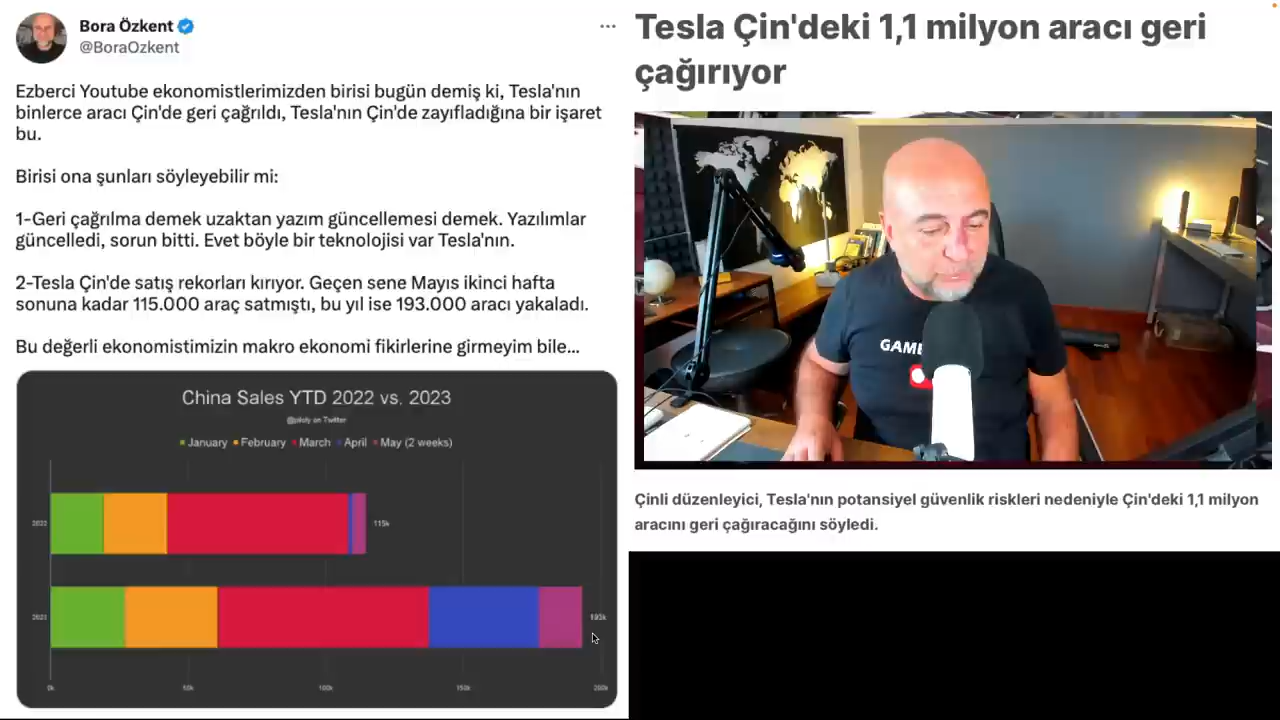 Bora Özkent
@BoraOzkent
Ezberci Youtube ekonomistlerimizden birisi bugün demiş ki, Tesla'nın
binlerce aracı Çin'de geri çağrıldı, Tesla'nın Çin'de zayıfladığına bir işaret
bu.
Birisi ona şunları söyleyebilir mi:
1-Geri çağrılma demek uzaktan yazım güncellemesi demek. Yazılımlar
güncelledi, sorun bitti. Evet böyle bir teknolojisi var Tesla'nın.
2-Tesla Çin'de satış rekorları kırıyor. Geçen sene Mayıs ikinci hafta
sonuna kadar 115.000 araç satmıştı, bu yıl ise 193.000 aracı yakaladı.
Bu değerli ekonomistimizin makro ekonomi fikirlerine girmeyim bile...
China Sales YTD 2022 vs. 2023
on Twitter
January February March April May (2 weeks)
2022
115k
2023
193k
0k 50k 100k 150k 200k
Tesla Çin'deki 1,1 milyon aracı geri
çağırıyor
GAME
Çinli düzenleyici, Tesla'nın potansiyel güvenlik riskleri nedeniyle Çin'deki 1,1 milyon
aracını geri çağıracağını söyledi.